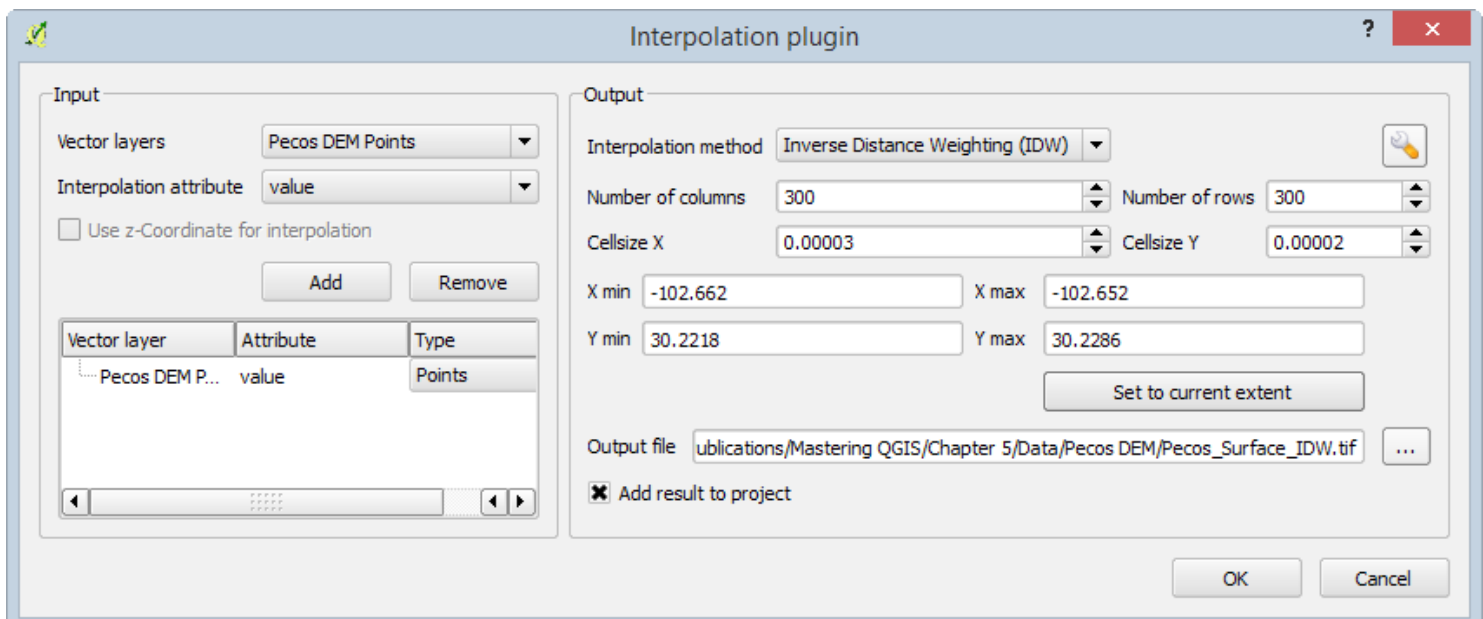 Interpolation plugin
?
Input
Vector layers Pecos DEM Points
Interpolation attribute value
Use z-Coordinate for interpolation
Add Remove
Vector layer Attribute Type
Pecos DEM P... value Points
Output
Interpolation method Inverse Distance Weighting (IDW)
Number of columns 300 Number of rows 300
Cellsize X 0.00003 Cellsize Y 0.00002
X min -102.662 X max -102.652
Y min 30.2218 Y max 30.2286
Set to current extent
Output file ublications/Mastering QGIS/Chapter 5/Data/Pecos DEM/Pecos_Surface_IDW.tif ...
Add result to project
OK Cancel